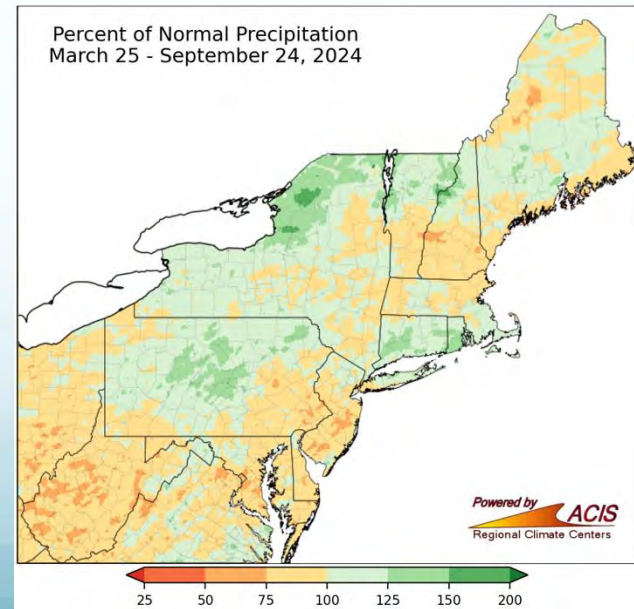 Percent of Normal Precipitation
March 25 - September 24, 2024
Powered by
ACIS
Regional Climate Centers
25 50 75 100 125 150 200